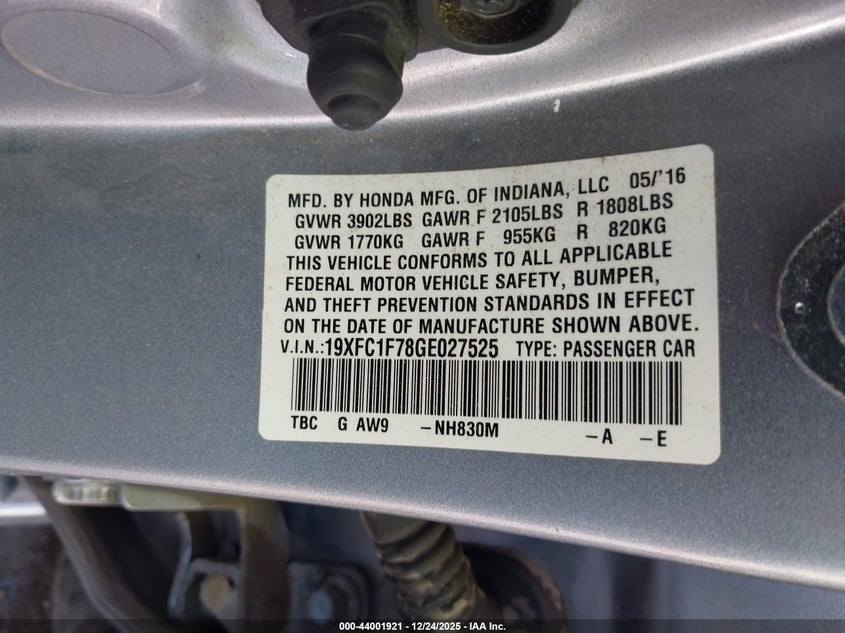 MFD. BY HONDA MFG. OF INDIANA, LLC 05/'16
GVWR 3902LBS GAWR F 2105LBS R 1808LBS
GVWR 1770KG GAWR F 955KG R 820KG
THIS VEHICLE CONFORMS TO ALL APPLICABLE
FEDERAL MOTOR VEHICLE SAFETY, BUMPER,
AND THEFT PREVENTION STANDARDS IN EFFECT
ON THE DATE OF MANUFACTURE SHOWN ABOVE.
V.I.N.:19XFC1F78GE027525 TYPE: PASSENGER CAR
TBC G AW9 -NH830M -A -E
000-44001921 - 12/24/2025 - IAA Inc.